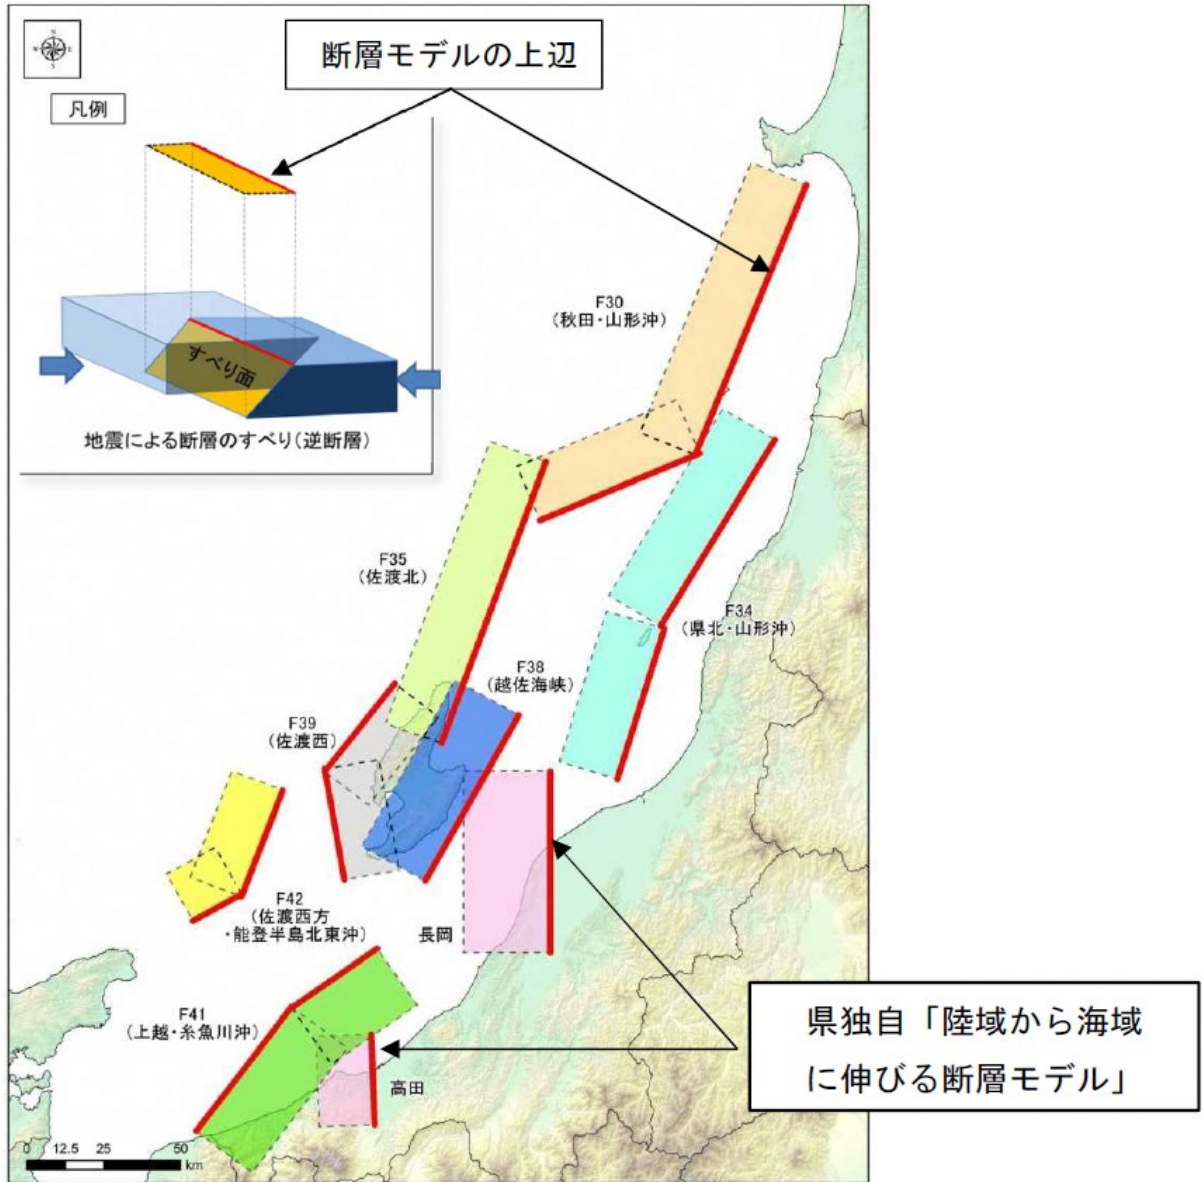 断層モデルの上辺
N
W
E
S
凡例
すべり面
地震による断層のすべり(逆断層)
F30
(秋田・山形沖)
F35
(佐渡北)
F34
(県北・山形沖)
F38
(越佐海峡)
F39
(佐渡西)
F42
(佐渡西方
・能登半島北東沖)
長岡
F41
(上越・糸魚川沖)
高田
県独自「陸域から海域
に伸びる断層モデル」
0 12.5 25 50
km